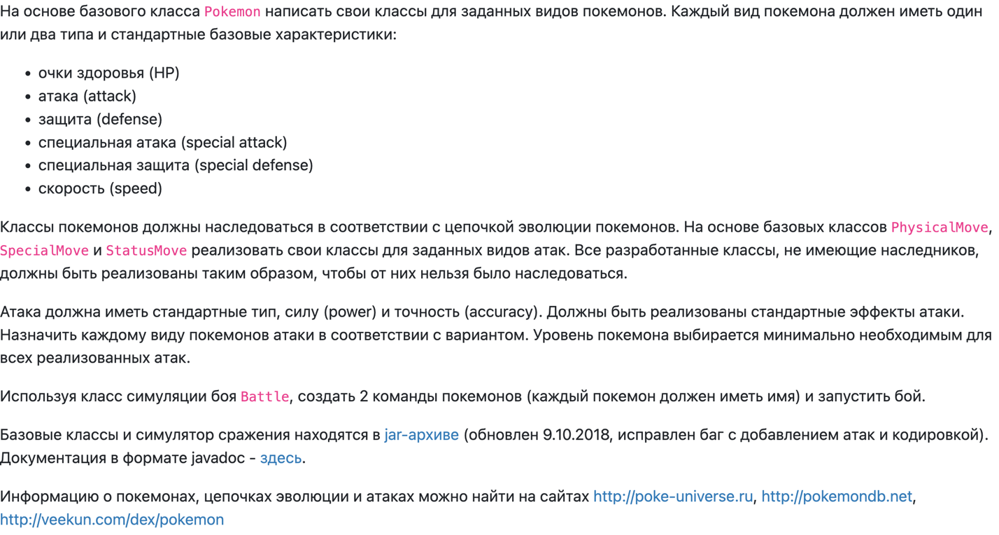 На основе базового класса Pokemon написать свои классы для заданных видов покемонов. Каждый вид покемона должен иметь один
или два типа и стандартные базовые характеристики:
• очки здоровья (HP)
• атака (attack)
• защита (defense)
• специальная атака (special attack)
• специальная защита (special defense)
• скорость (speed)
Классы покемонов должны наследоваться в соответствии с цепочкой эволюции покемонов. На основе базовых классов PhysicalMove,
SpecialMove и StatusMove реализовать свои классы для заданных видов атак. Все разработанные классы, не имеющие наследников,
должны быть реализованы таким образом, чтобы от них нельзя было наследоваться.
Атака должна иметь стандартные тип, силу (power) и точность (accuracy). Должны быть реализованы стандартные эффекты атаки.
Назначить каждому виду покемонов атаки в соответствии с вариантом. Уровень покемона выбирается минимально необходимым для
всех реализованных атак.
Используя класс симуляции боя Battle, создать 2 команды покемонов (каждый покемон должен иметь имя) и запустить бой.
Базовые классы и симулятор сражения находятся в jar-архиве (обновлен 9.10.2018, исправлен баг с добавлением атак и кодировкой).
Документация в формате javadoc - здесь.
Информацию о покемонах, цепочках эволюции и атаках можно найти на сайтах http://poke-universe.ru, http://pokemondb.net,
http://veekun.com/dex/pokemon